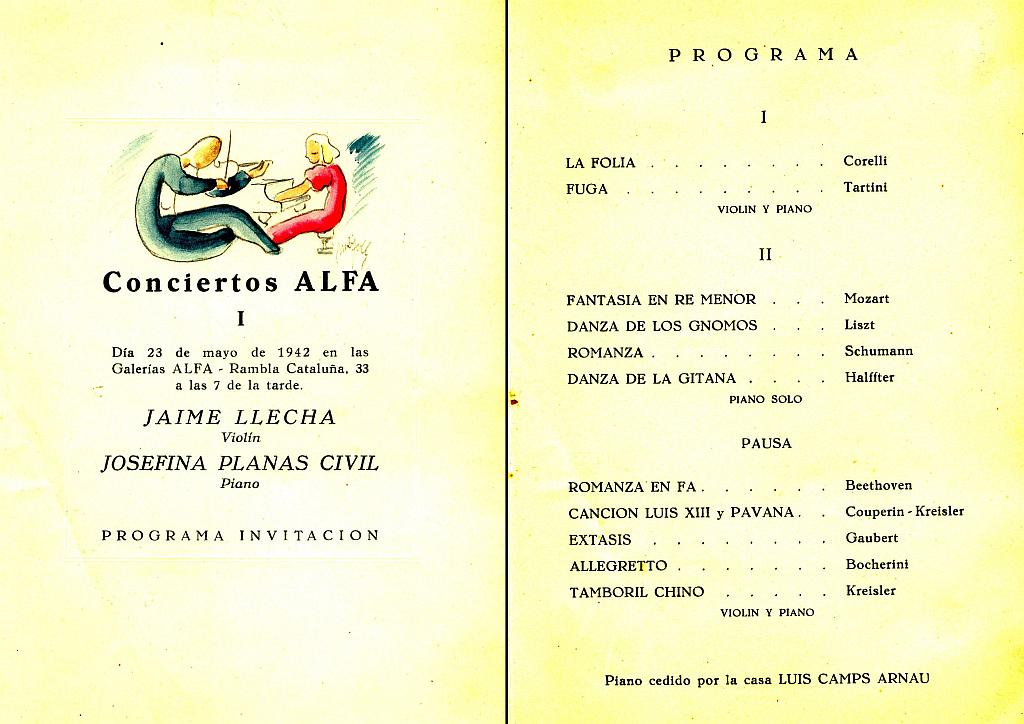 Conciertos ALFA
I
Día 23 de mayo de 1942 en las
Galerías ALFA - Rambla Cataluña, 33
a las 7 de la tarde.
JAIME LLECHA
Violín
JOSEFINA PLANAS CIVIL
Piano
PROGRAMA INVITACION
PROGRAMA
I
LA FOLIA . . . . . . . . Corelli
FUGA . . . . . . . . . Tartini
VIOLIN Y PIANO
II
FANTASIA EN RE MENOR . . . Mozart
DANZA DE LOS GNOMOS . . . Liszt
ROMANZA . . . . . . . . Schumann
DANZA DE LA GITANA . . . . Halffter
PIANO SOLO
PAUSA
ROMANZA EN FA . . . . . . Beethoven
CANCION LUIS XIII y PAVANA . . Couperin - Kreisler
EXTASIS . . . . . . . . Gaubert
ALLEGRETTO . . . . . . . Bocherini
TAMBORIL CHINO . . . . . Kreisler
VIOLIN Y PIANO
Piano cedido por la casa LUIS CAMPS ARNAU